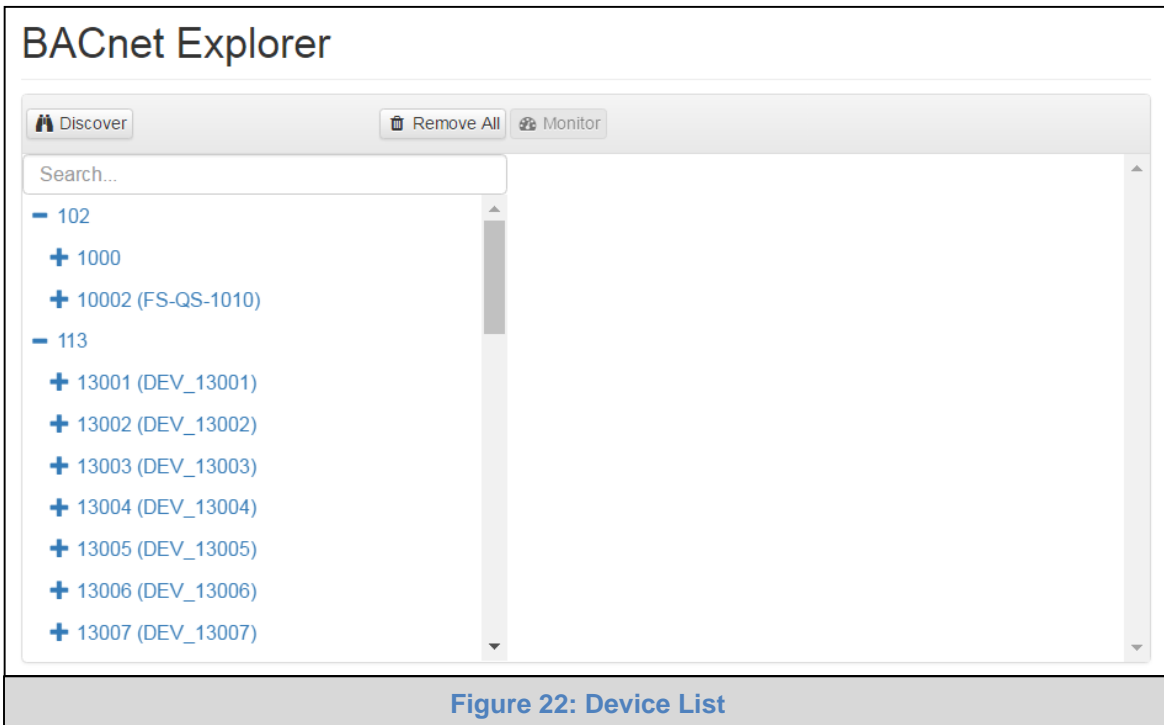 BACnet Explorer
Discover Remove All Monitor
Search...
102
1000
10002 (FS-QS-1010)
113
13001 (DEV_13001)
13002 (DEV_13002)
13003 (DEV_13003)
13004 (DEV_13004)
13005 (DEV_13005)
13006 (DEV_13006)
13007 (DEV_13007)
Figure 22: Device List